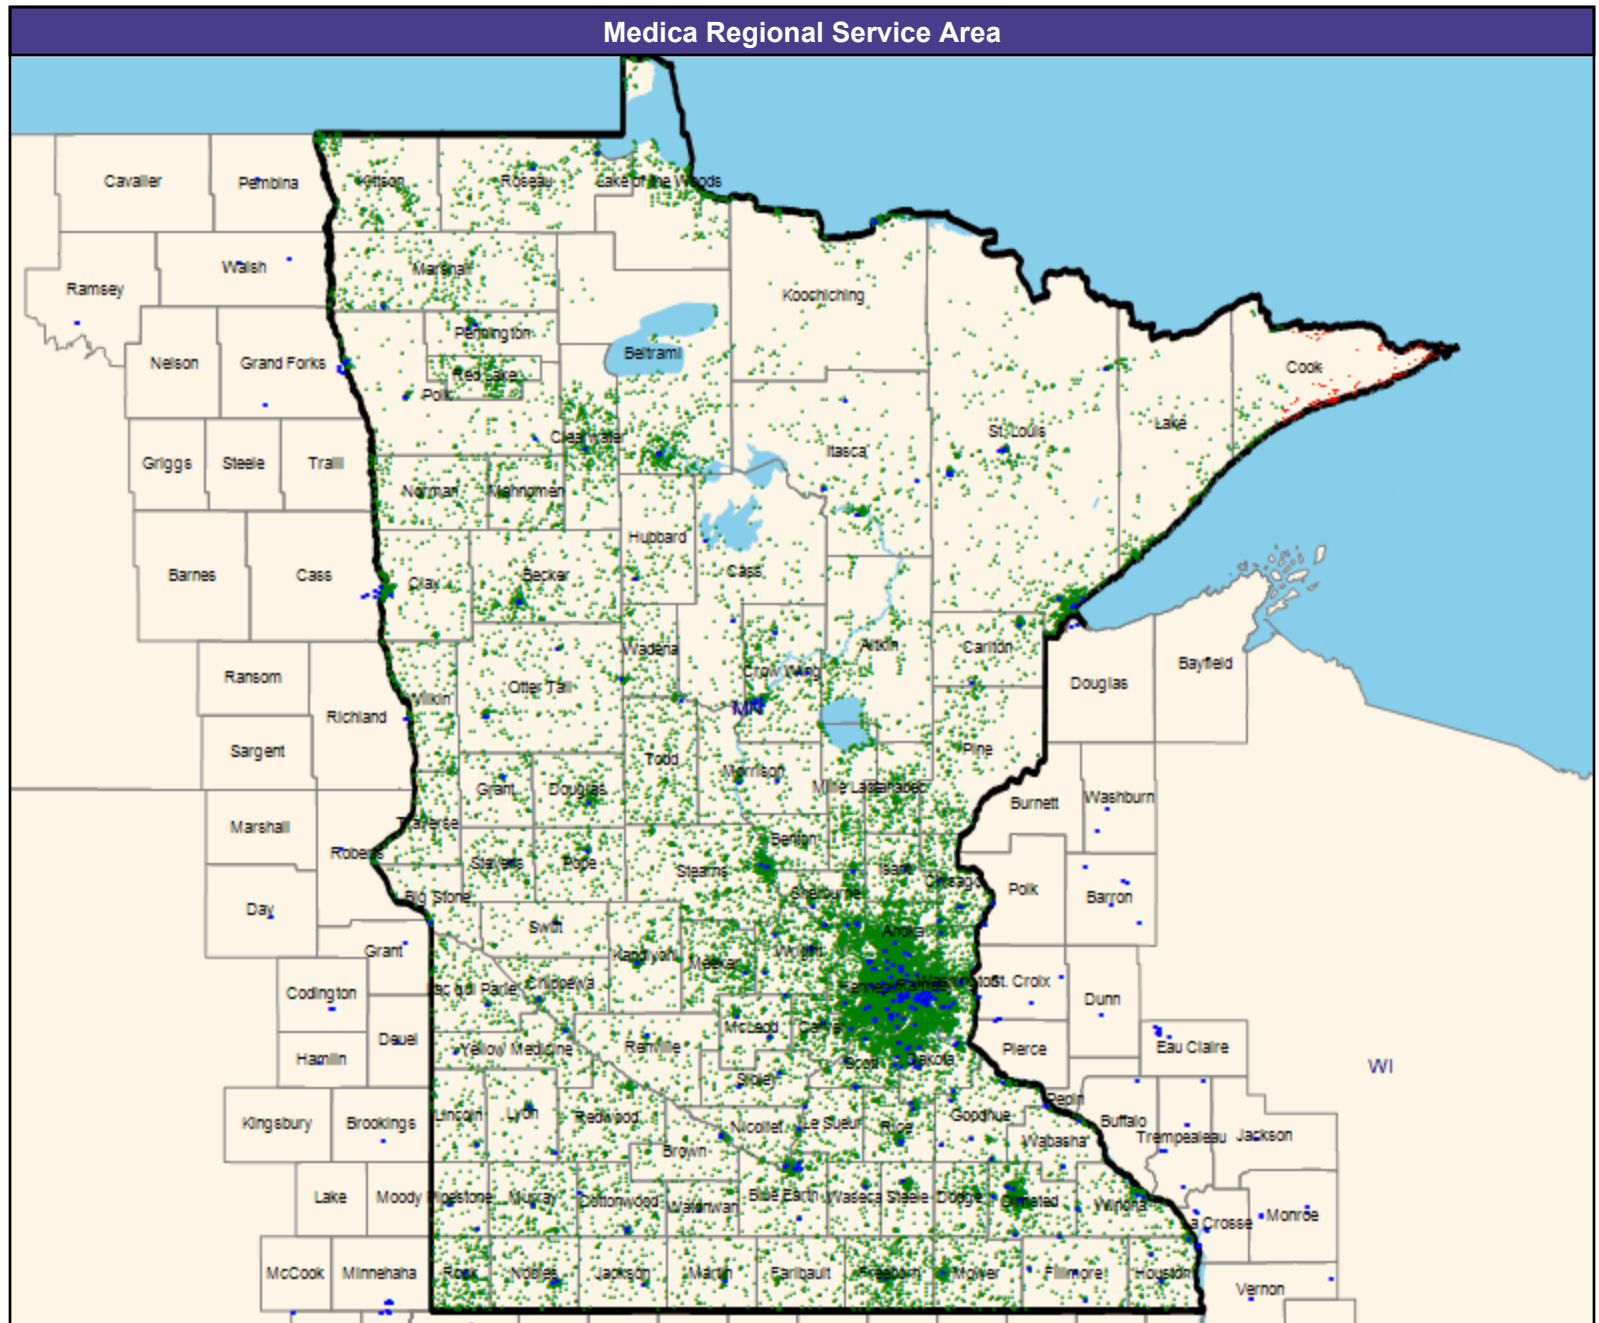 Medica Regional Service Area
Cavalier
Pembina
Kittson
Roseau
Lake of the Woods
Walsh
Marshall
Ramsey
Koochiching
Pennington
Beltrami
Nelson
Grand Forks
Red Lake
Cook
Polk
Lake
St. Louis
Clearwater
Itasca
Griggs
Steele
Traill
Norman
Mahnomen
Hubbard
Barnes
Cass
Clay
Becker
Cass
Wadena
Crow Wing
Aitkin
Carlton
Ransom
Bayfield
Douglas
Wilkin
Otter Tail
Richland
MN
Sargent
Pine
Todd
Morrison
Grant
Douglas
Mille Lacs
Kanabec
Burnett
Washburn
Marshall
Traverse
Benton
Roberts
Stevens
Pope
Stearns
Isanti
Chisago
Polk
Barron
Big Stone
Sherburne
Day
Swift
Anoka
Grant
Kandiyohi
Meeker
Wright
Codington
Lac qui Parle
Chippewa
Hennepin
Ramsey
Washington
St. Croix
Dunn
Deuel
McLeod
Carver
Hamlin
Yellow Medicine
Renville
Scott
Dakota
Pierce
Eau Claire
WI
Sibley
Pepin
Kingsbury
Brookings
Lincoln
Lyon
Redwood
Nicollet
Le Sueur
Rice
Goodhue
Wabasha
Buffalo
Trempealeau
Jackson
Brown
Lake
Moody
Pipestone
Murray
Cottonwood
Watonwan
Blue Earth
Waseca
Steele
Dodge
Olmsted
Winona
La Crosse
Monroe
McCook
Minnehaha
Rock
Nobles
Jackson
Martin
Faribault
Freeborn
Mower
Fillmore
Houston
Vernon